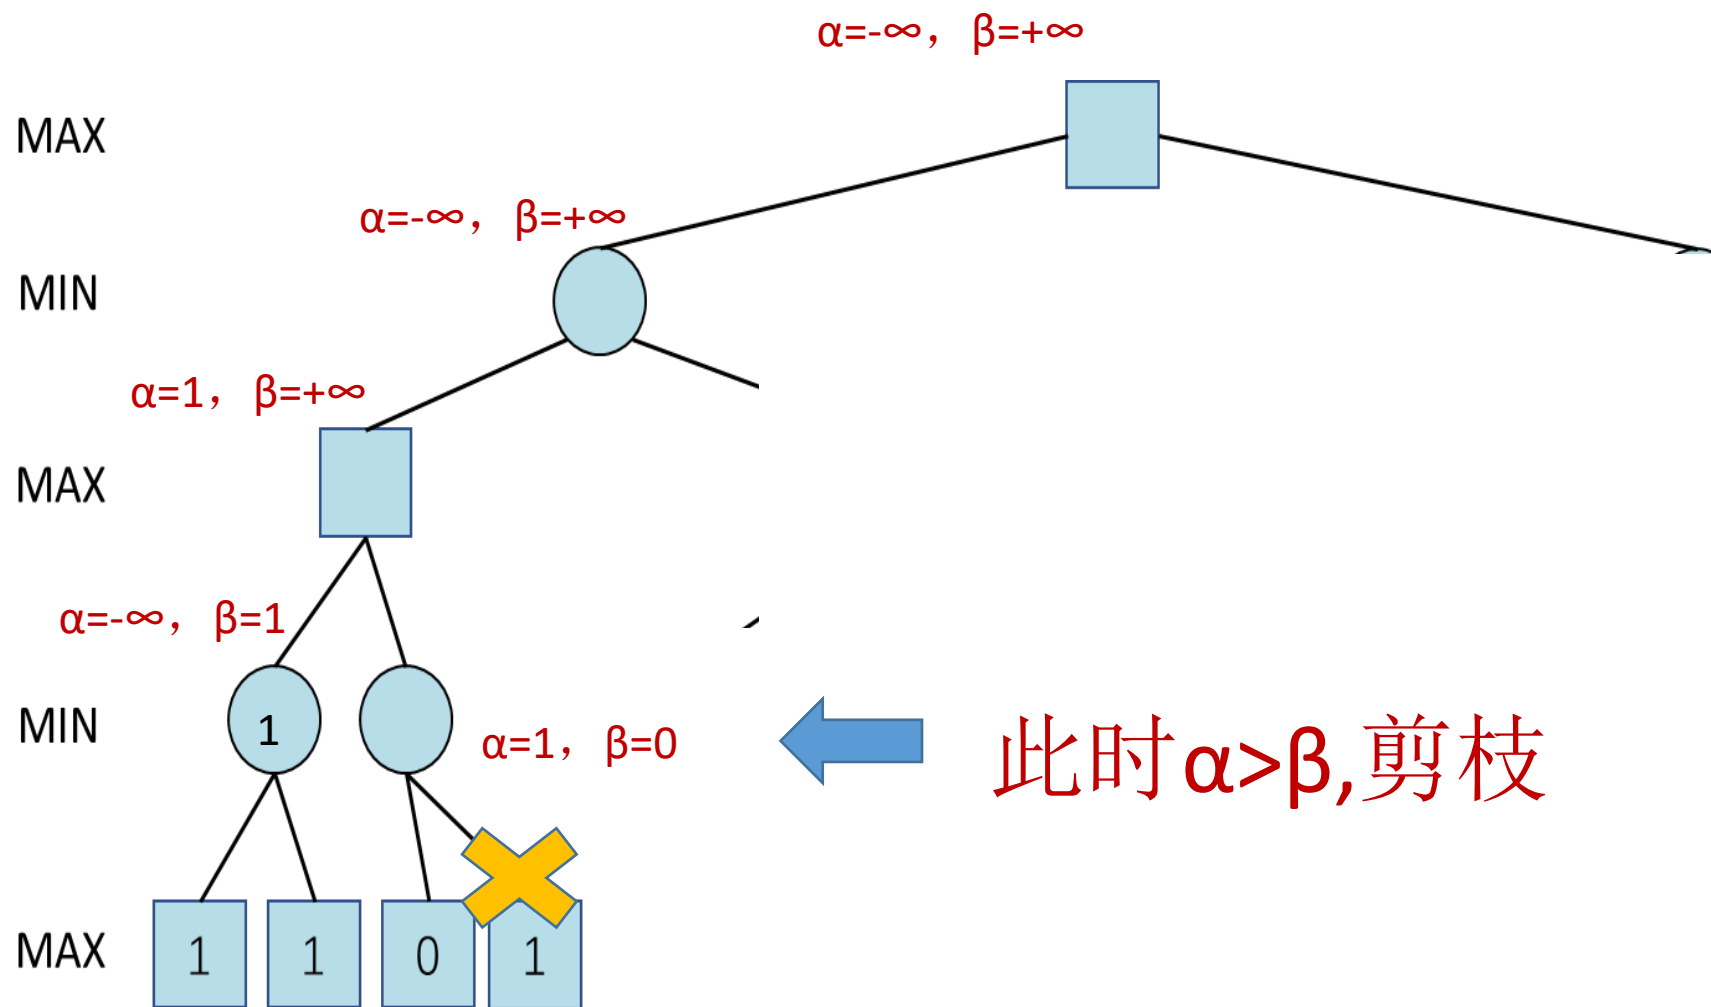 α=-∞，β=+∞
MAX
α=-∞，β=+∞
MIN
α=1，β=+∞
MAX
α=-∞，β=1
MIN
1
α=1，β=0
此时α>β,剪枝
MAX
1
1
0
1